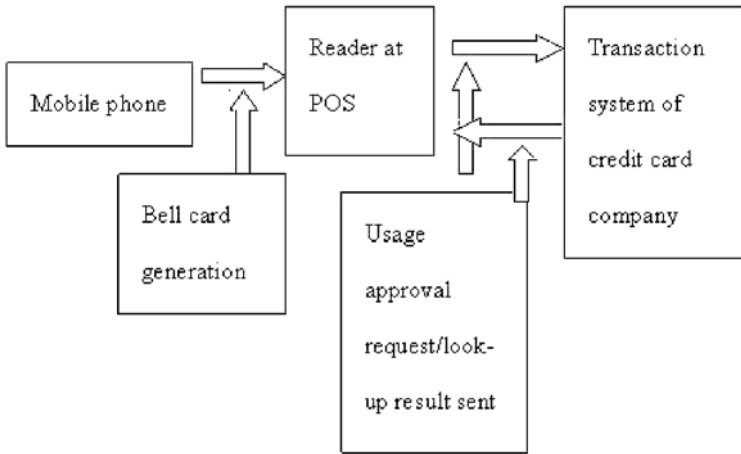 Mobile phone
Reader at
POS
Transaction
system of
credit card
company
Bell card
generation
Usage
approval
request/look-
up result sent